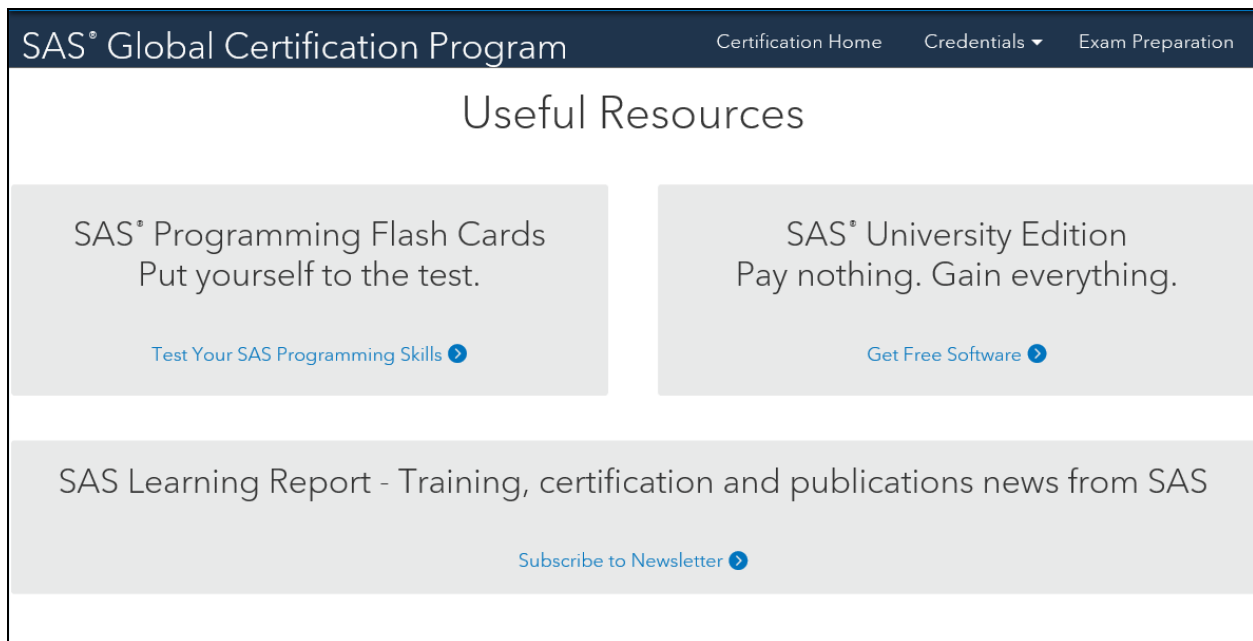 SAS® Global Certification Program
Certification Home
Credentials
Exam Preparation
Useful Resources
SAS® Programming Flash Cards
Put yourself to the test.
Test Your SAS Programming Skills
SAS® University Edition
Pay nothing. Gain everything.
Get Free Software
SAS Learning Report - Training, certification and publications news from SAS
Subscribe to Newsletter